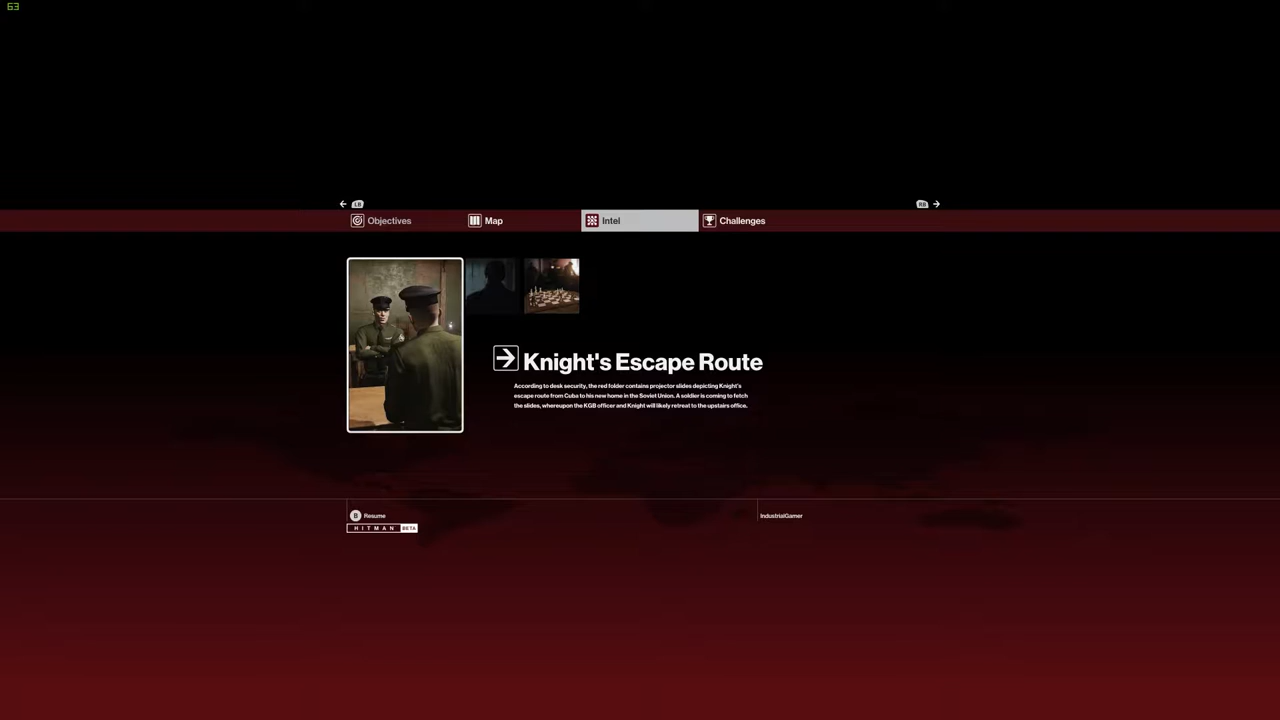 63
LB
RB
Objectives
Map
Intel
Challenges
Knight's Escape Route
According to desk security, the red folder contains projector slides depicting Knight's
escape route from Cuba to his new home in the Soviet Union. A soldier is coming to fetch
the slides, whereupon the KGB officer and Knight will likely retreat to the upstairs office.
B Resume
IndustrialGamer
HITMAN BETA